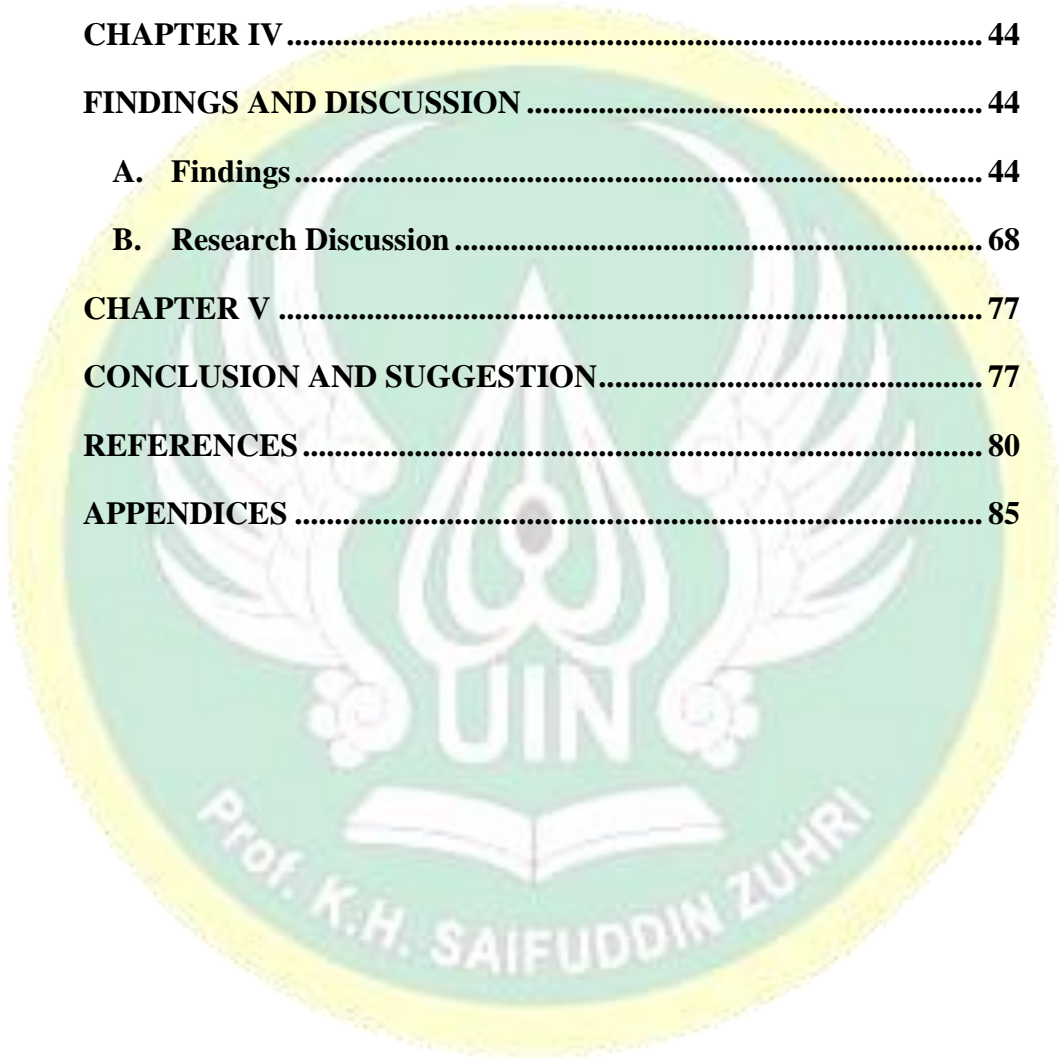 CHAPTER IV.................................................................................... 44
FINDINGS AND DISCUSSION ....................................................... 44
A. Findings................................................................................... 44
B. Research Discussion................................................................ 68
CHAPTER V ..................................................................................... 77
CONCLUSION AND SUGGESTION.............................................. 77
REFERENCES.................................................................................. 80
APPENDICES ................................................................................... 85
UIN
Prof. K.H. SAIFUDDIN ZUHRI